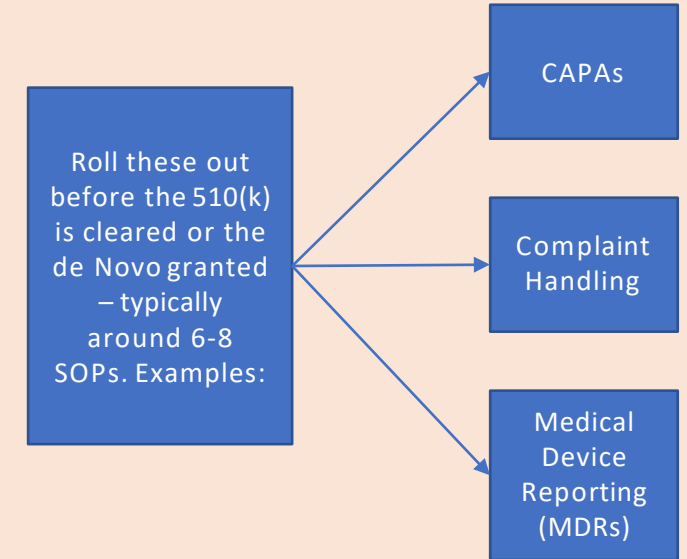 Roll these out
before the 510(k)
is cleared or the
de Novo granted
– typically
around 6-8
SOPs. Examples:
CAPAs
Complaint
Handling
Medical
Device
Reporting
(MDRs)